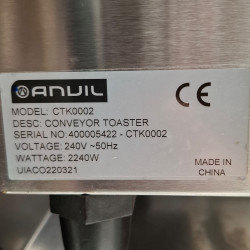 ANVIL
CE
MODEL: CTK0002
DESC: CONVEYOR TOASTER
SERIAL NO:400005422 - CTK0002
VOLTAGE: 240V ~50Hz
WATTAGE: 2240W
UIACO220321
MADE IN
CHINA